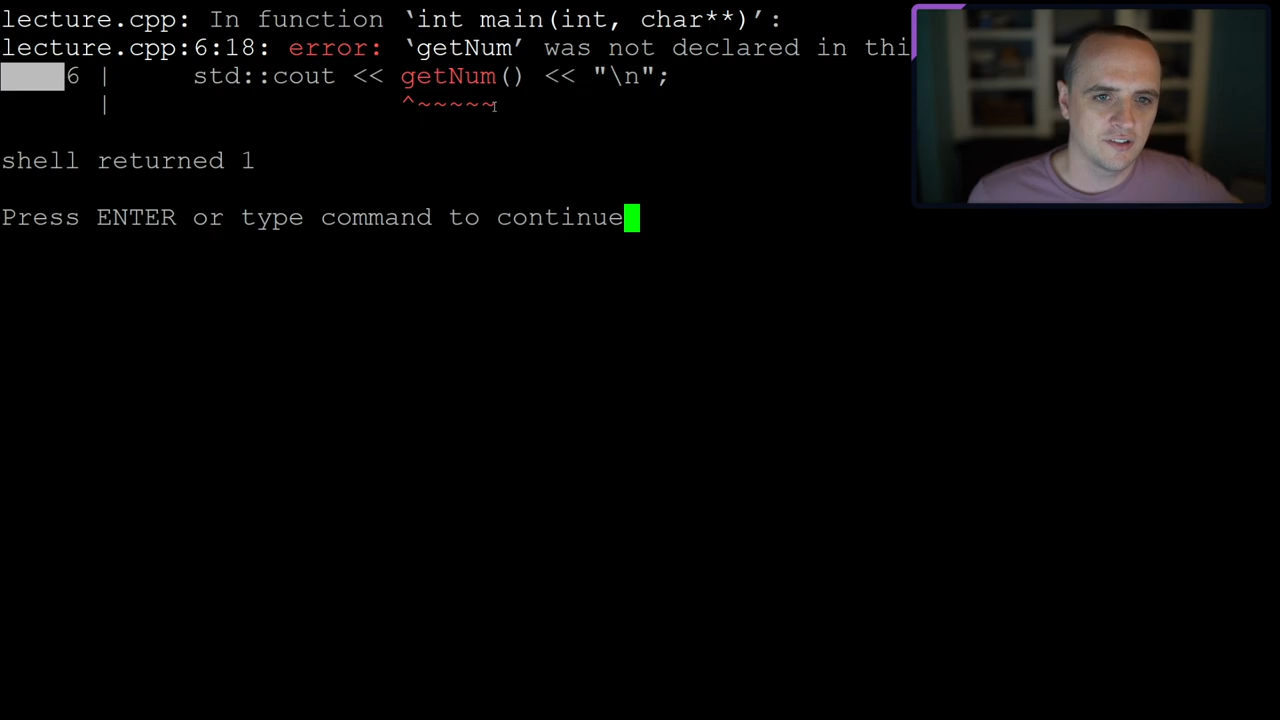 lecture.cpp: In function ‘int main(int, char**)’:
lecture.cpp:6:18: error: ‘getNum’ was not declared in thi
6 | std::cout << getNum() << "\n";
| ^~~~~~
shell returned 1
Press ENTER or type command to continue